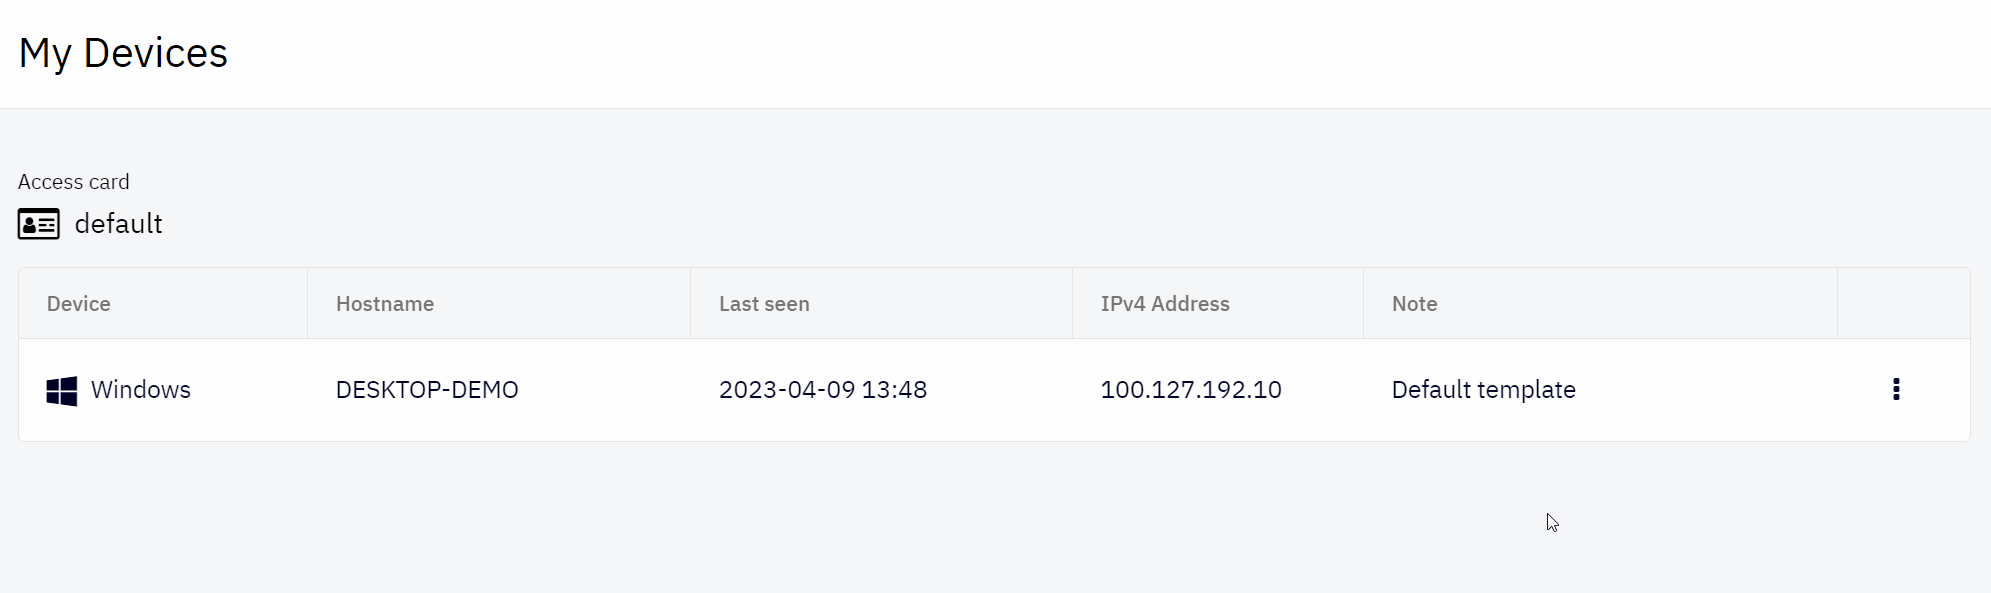 My Devices
Access card
default
Device Hostname Last seen IPv4 Address Note
Windows DESKTOP-DEMO 2023-04-09 13:48 100.127.192.10 Default template